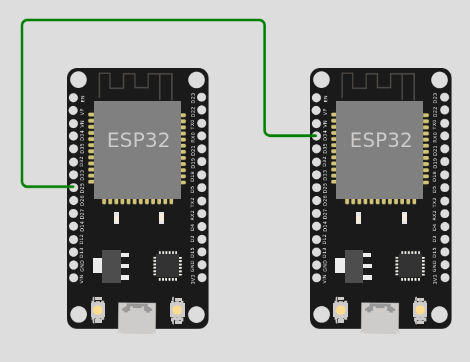 EN
VP
VN
D34
D35
D32
D33
D25
D26
D27
D14
D12
D13
GND
VIN
ESP32
D23
D22
TX0
RX0
D21
D19
D18
D5
TX2
RX2
D4
D2
D15
GND
3V3
EN
VP
VN
D34
D35
D32
D33
D25
D26
D27
D14
D12
D13
GND
VIN
ESP32
D23
D22
TX0
RX0
D21
D19
D18
D5
TX2
RX2
D4
D2
D15
GND
3V3